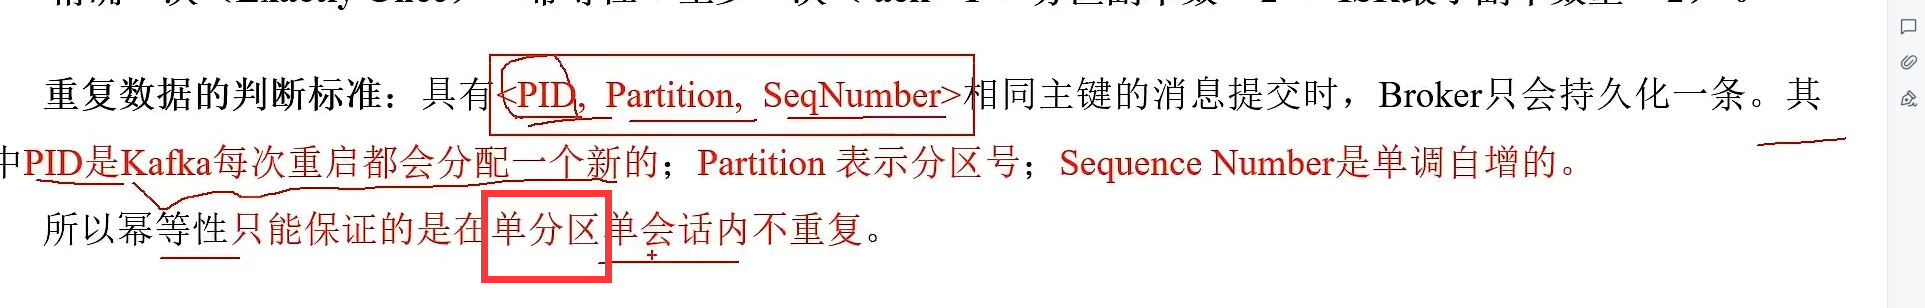 重复数据的判断标准：具有<PID, Partition, SeqNumber>相同主键的消息提交时，Broker只会持久化一条。其
中PID是Kafka每次重启都会分配一个新的；Partition 表示分区号；Sequence Number是单调自增的。
所以幂等性只能保证的是在单分区单会话内不重复。